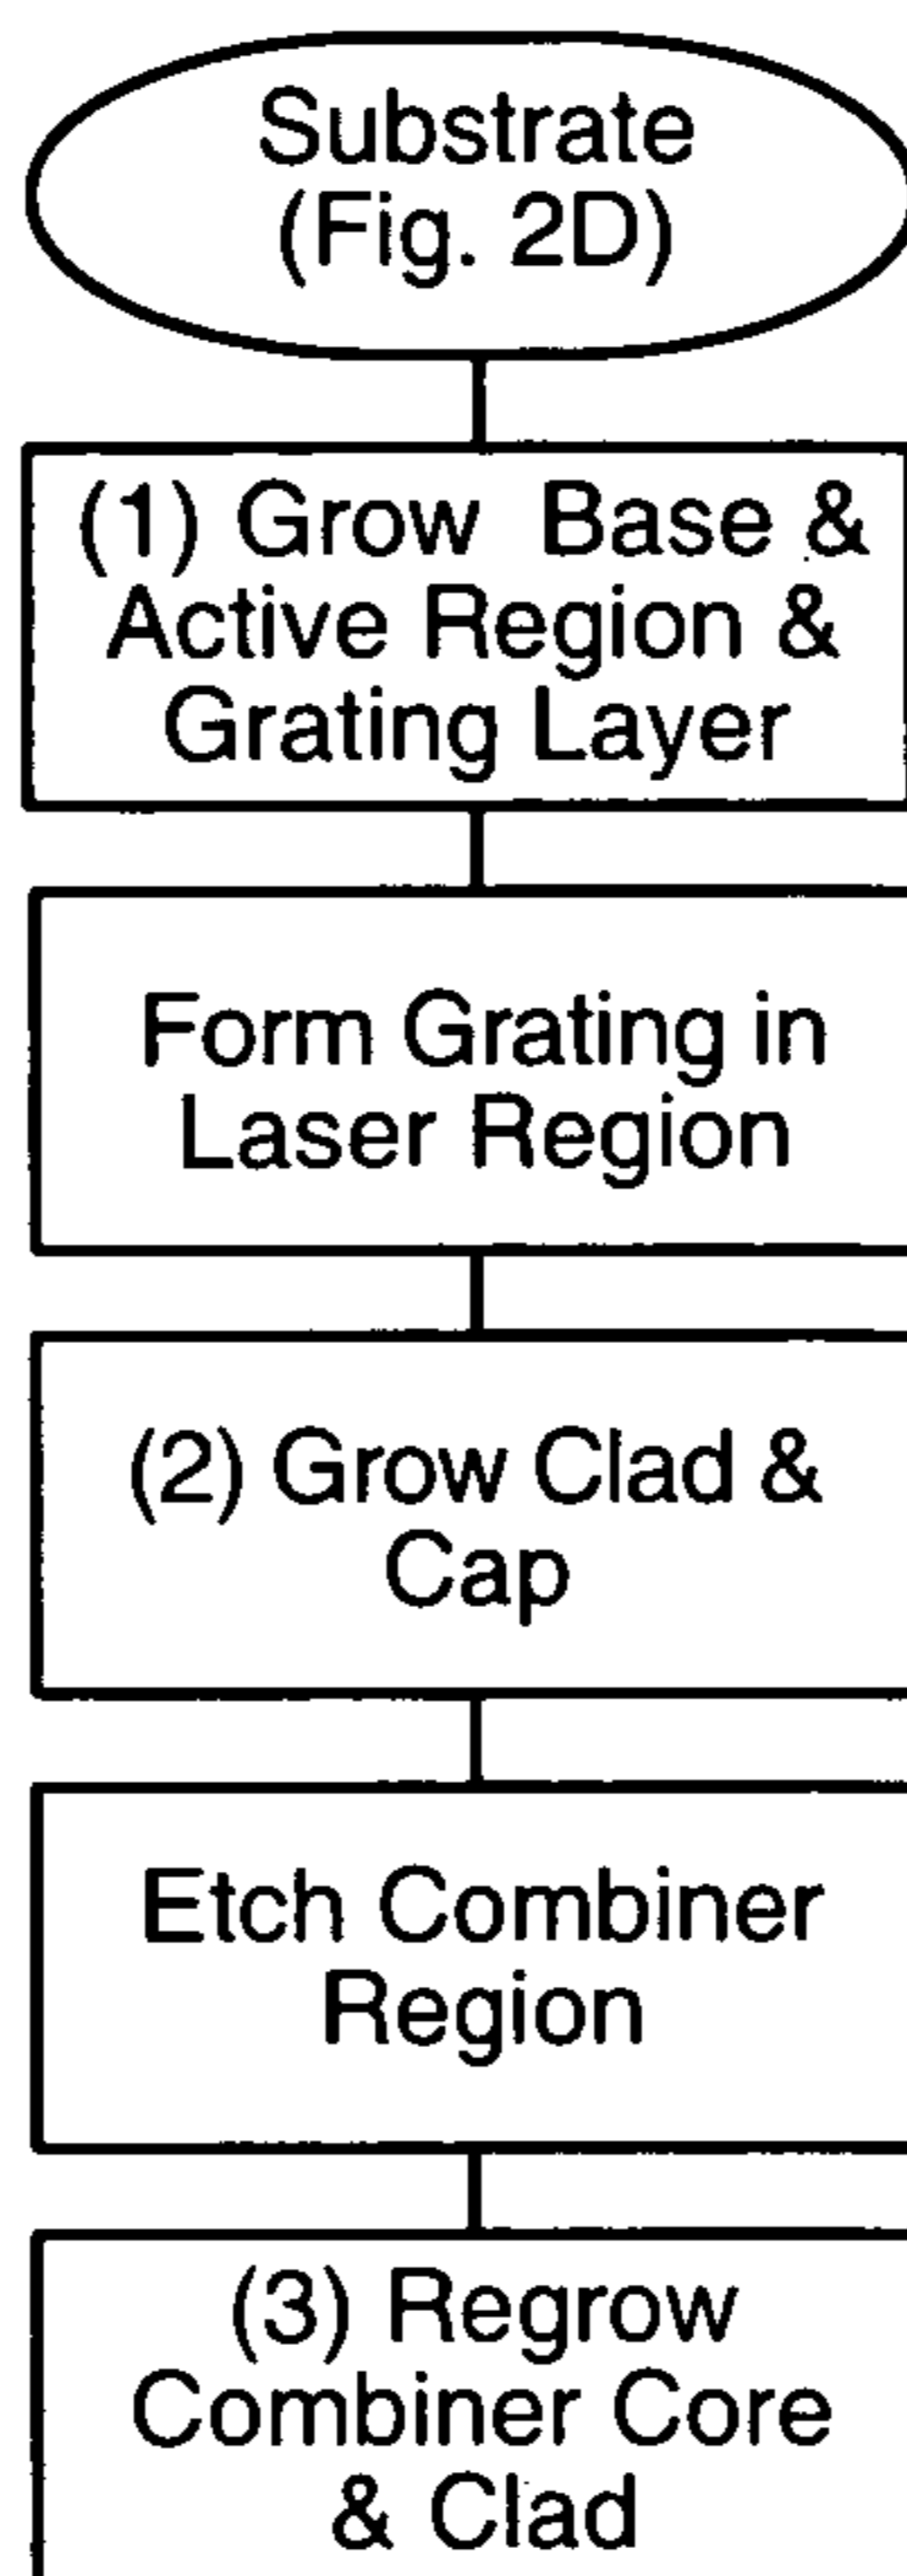 Substrate
(Fig. 2D)
(1) Grow Base &
Active Region &
Grating Layer
Form Grating in
Laser Region
(2) Grow Clad &
Cap
Etch Combiner
Region
(3) Regrow
Combiner Core
& Clad